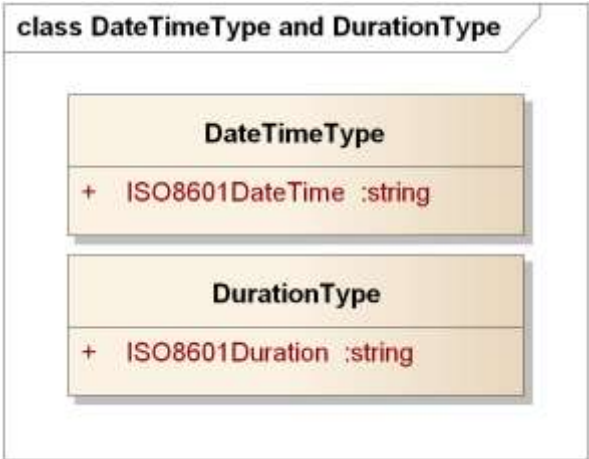 class DateTimeType and DurationType
DateTimeType
+ ISO8601DateTime :string
DurationType
+ ISO8601Duration :string